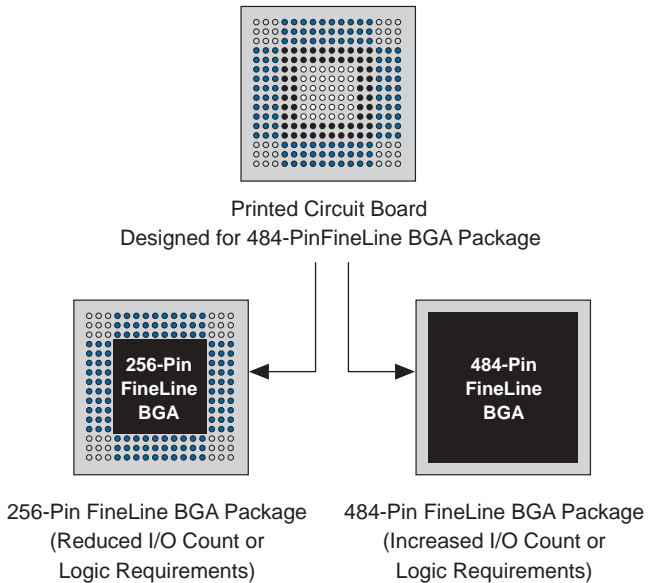 Printed Circuit Board
Designed for 484-PinFineLine BGA Package
256-Pin
FineLine
BGA
484-Pin
FineLine
BGA
256-Pin FineLine BGA Package
(Reduced I/O Count or
Logic Requirements)
484-Pin FineLine BGA Package
(Increased I/O Count or
Logic Requirements)